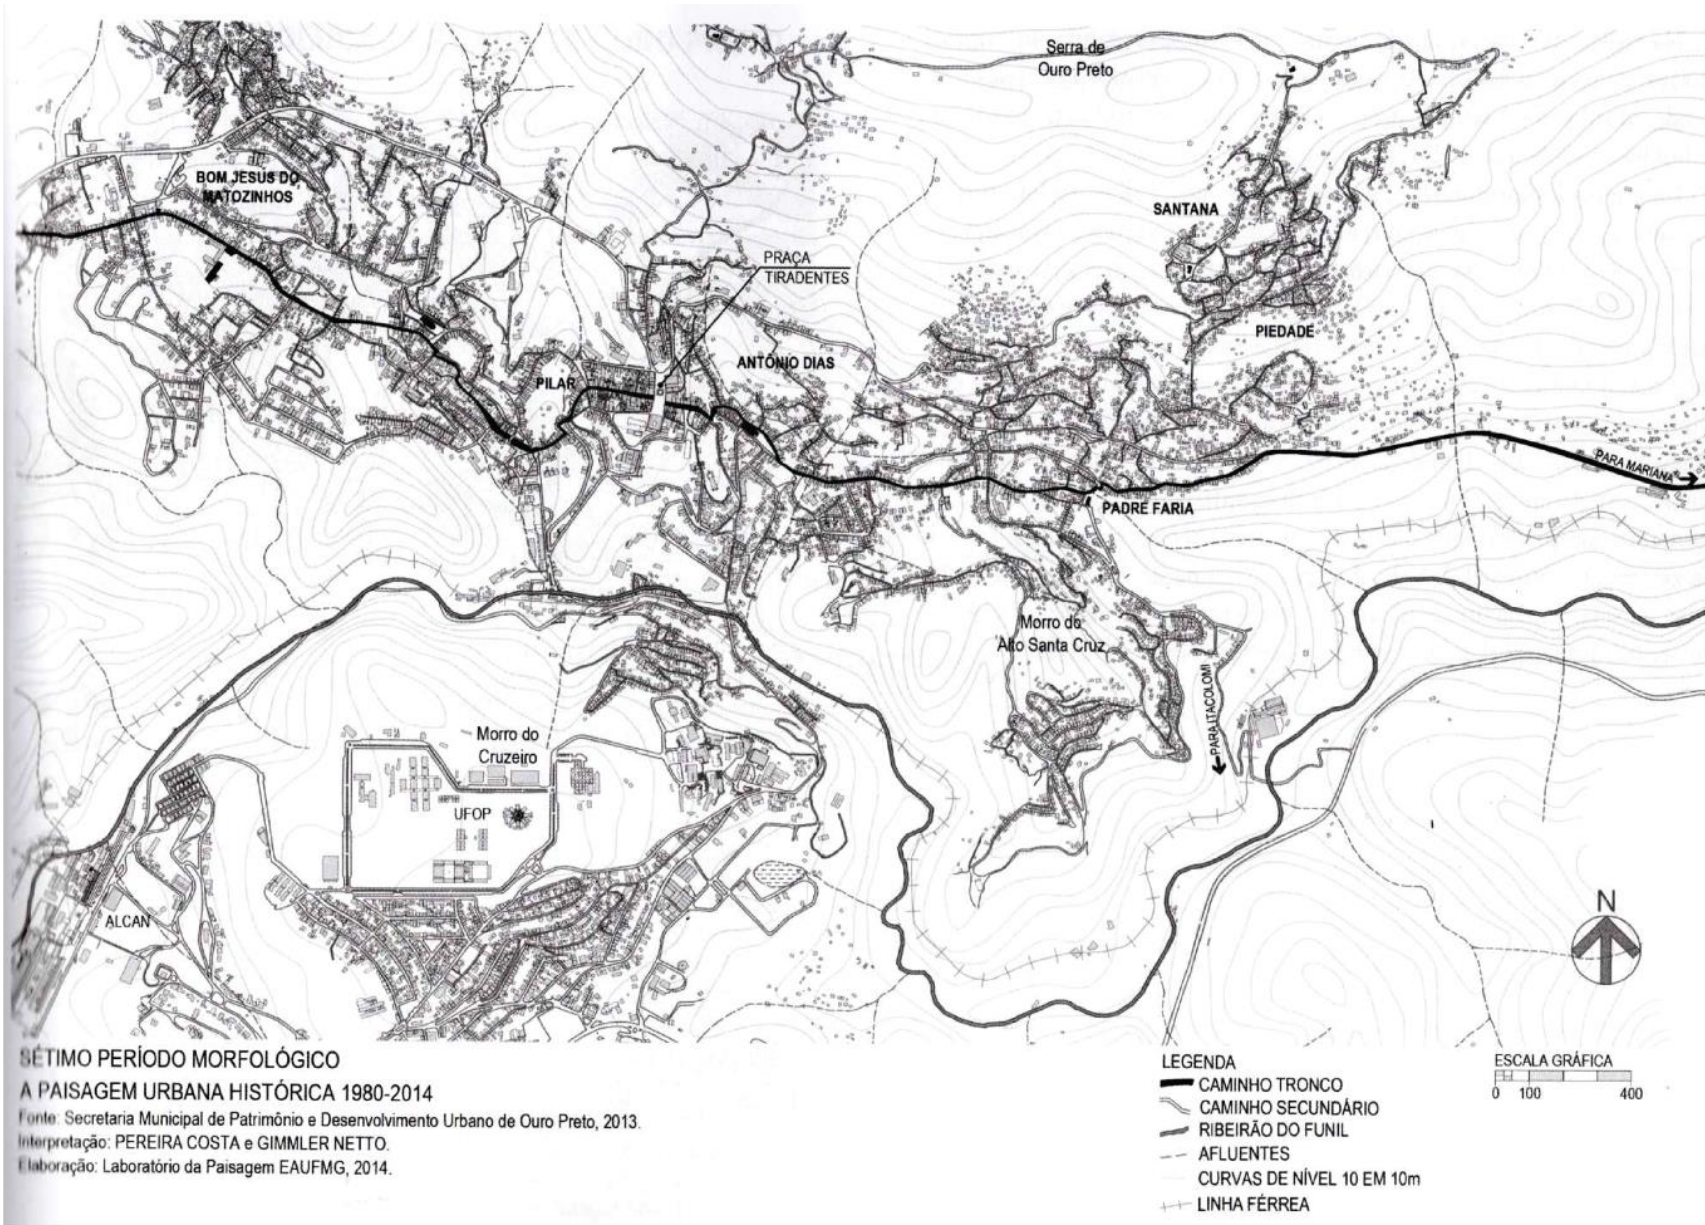 Serra de
Ouro Preto
BOM JESUS DO
MATOZINHOS
SANTANA
PRAÇA
TIRADENTES
PIEDADE
ANTÔNIO DIAS
PILAR
PARA MARIANA
PADRE FARIA
Morro do
Alto Santa Cruz
PARA ITACOLOMI
Morro do
Cruzeiro
UFOP
ALCAN
N
SÉTIMO PERÍODO MORFOLÓGICO
A PAISAGEM URBANA HISTÓRICA 1980-2014
Fonte: Secretaria Municipal de Patrimônio e Desenvolvimento Urbano de Ouro Preto, 2013.
Interpretação: PEREIRA COSTA e GIMMLER NETTO.
Elaboração: Laboratório da Paisagem EAUFMG, 2014.
LEGENDA
CAMINHO TRONCO
CAMINHO SECUNDÁRIO
RIBEIRÃO DO FUNIL
AFLUENTES
CURVAS DE NÍVEL 10 EM 10m
LINHA FÉRREA
ESCALA GRÁFICA
0 100 400